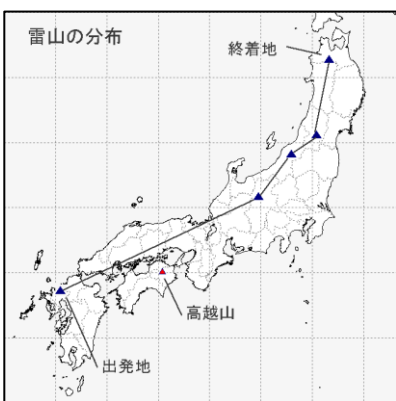 雷山の分布
終着地
高越山
出発地